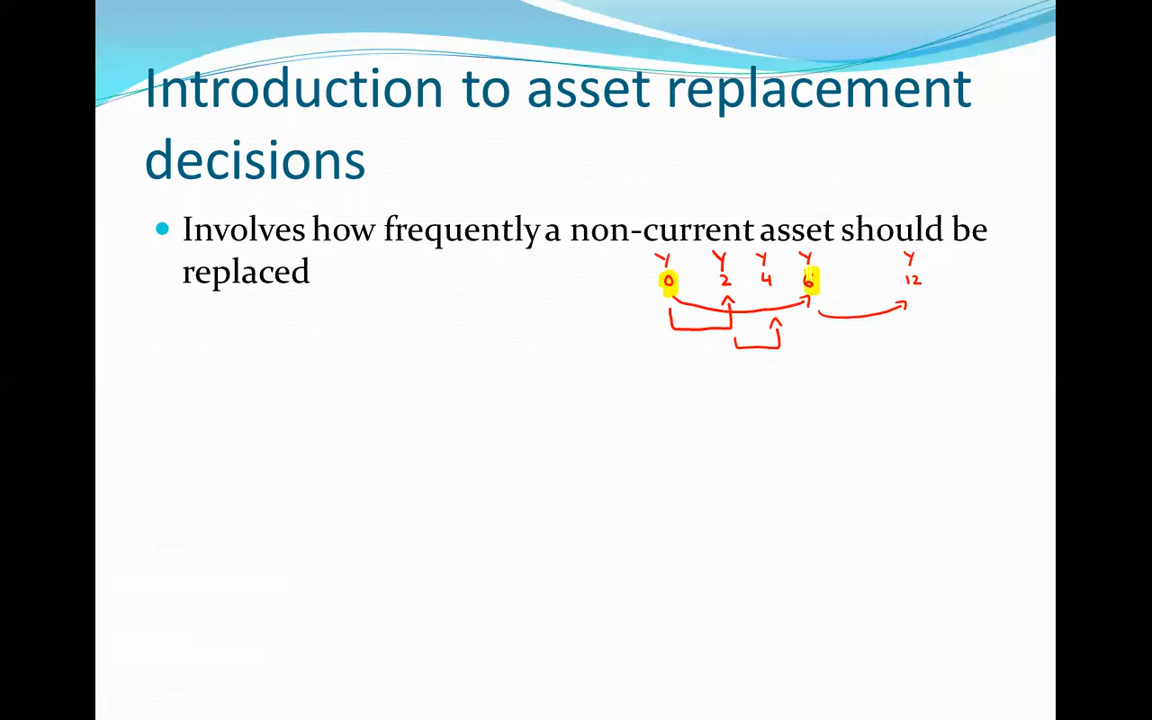 Introduction to asset replacement
decisions
Involves how frequently a non-current asset should be
replaced
Y Y Y Y Y
0 2 4 6 12